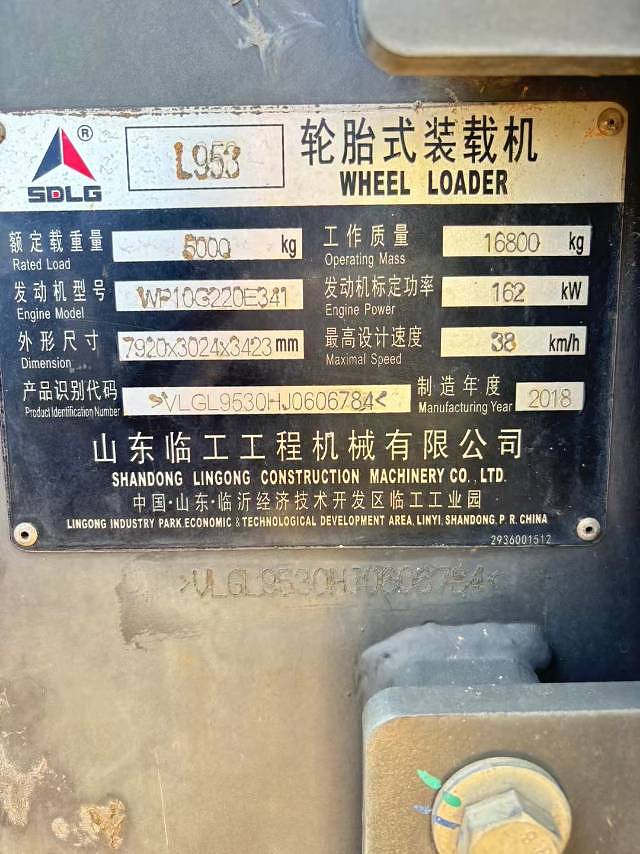 SDLG ® L953 轮胎式装载机
WHEEL LOADER
额定载重量 5000 kg 工作质量 16800 kg
Rated Load Operating Mass
发动机型号 WP10G220E341 发动机标定功率 162 kW
Engine Model Engine Power
外形尺寸 7920x3024x3423 mm 最高设计速度 38 km/h
Dimension Maximal Speed
产品识别代码 >VLGL9530HJ0606784< 制造年度 2018
Product Identification Number Manufacturing Year
山东临工工程机械有限公司
SHANDONG LINGONG CONSTRUCTION MACHINERY CO., LTD.
中国·山东·临沂经济技术开发区临工工业园
LINGONG INDUSTRY PARK.ECONOMIC & TECHNOLOGICAL DEVELOPMENT AREA, LINYI, SHANDONG, P. R. CHINA
2936001512
>VLGL9530HJ0606784<